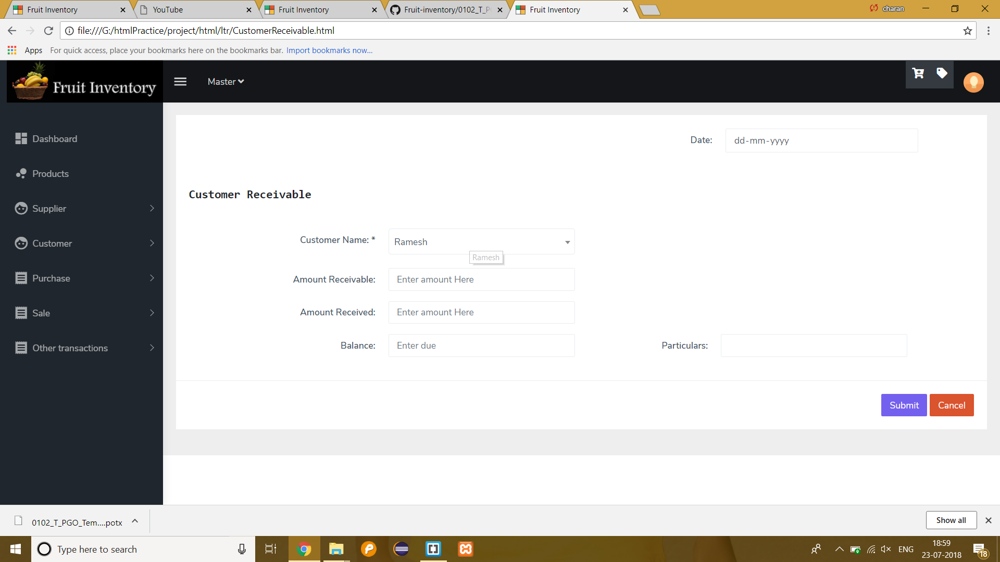 Fruit Inventory
YouTube
Fruit Inventory
Fruit-inventory/0102_T_P
Fruit Inventory
charan
file:///G:/htmlPractice/project/html/ltr/CustomerReceivable.html
Apps
For quick access, place your bookmarks here on the bookmarks bar. Import bookmarks now...
Fruit Inventory
Master
Dashboard
Products
Supplier
Customer
Purchase
Sale
Other transactions
Date:
dd-mm-yyyy
Customer Receivable
Customer Name: *
Ramesh
Ramesh
Amount Receivable:
Enter amount Here
Amount Received:
Enter amount Here
Balance:
Enter due
Particulars:
Submit
Cancel
0102_T_PGO_Tem....potx
Show all
Type here to search
ENG
18:59
23-07-2018
18